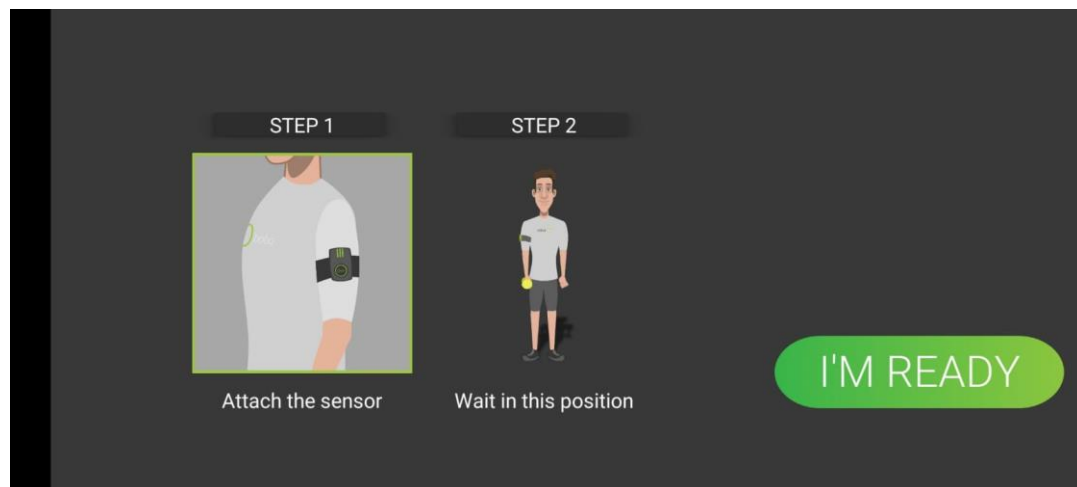 STEP 1
STEP 2
Attach the sensor
Wait in this position
I'M READY